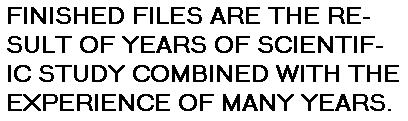 FINISHED FILES ARE THE RE-
SULT OF YEARS OF SCIENTIF-
IC STUDY COMBINED WITH THE
EXPERIENCE OF MANY YEARS.